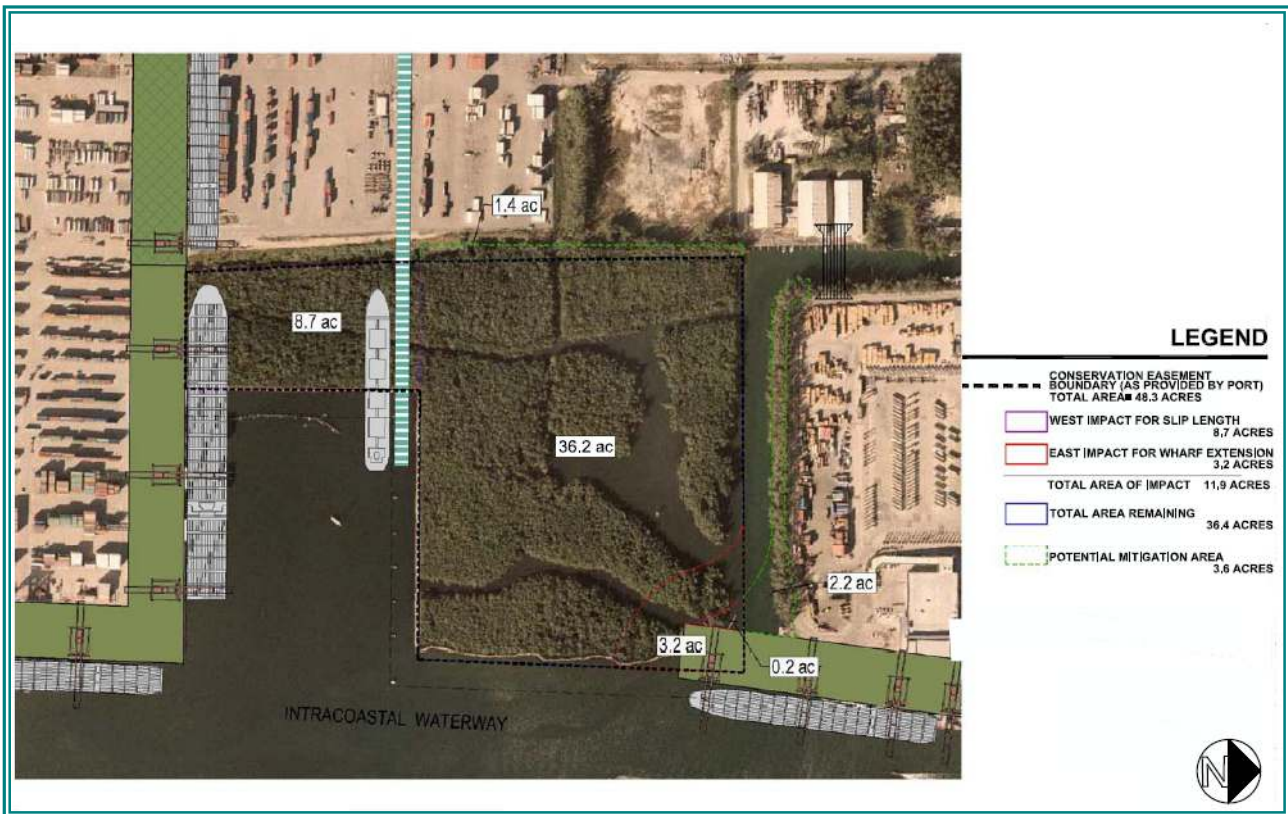 1.4 ac
8.7 ac
36.2 ac
2.2 ac
3.2 ac
0.2 ac
INTRACOASTAL WATERWAY
LEGEND
CONSERVATION EASEMENT
BOUNDARY (AS PROVIDED BY PORT)
TOTAL AREA= 48.3 ACRES
WEST IMPACT FOR SLIP LENGTH
8.7 ACRES
EAST IMPACT FOR WHARF EXTENSION
3.2 ACRES
TOTAL AREA OF IMPACT 11.9 ACRES
TOTAL AREA REMAINING
36.4 ACRES
POTENTIAL MITIGATION AREA
3.6 ACRES
N